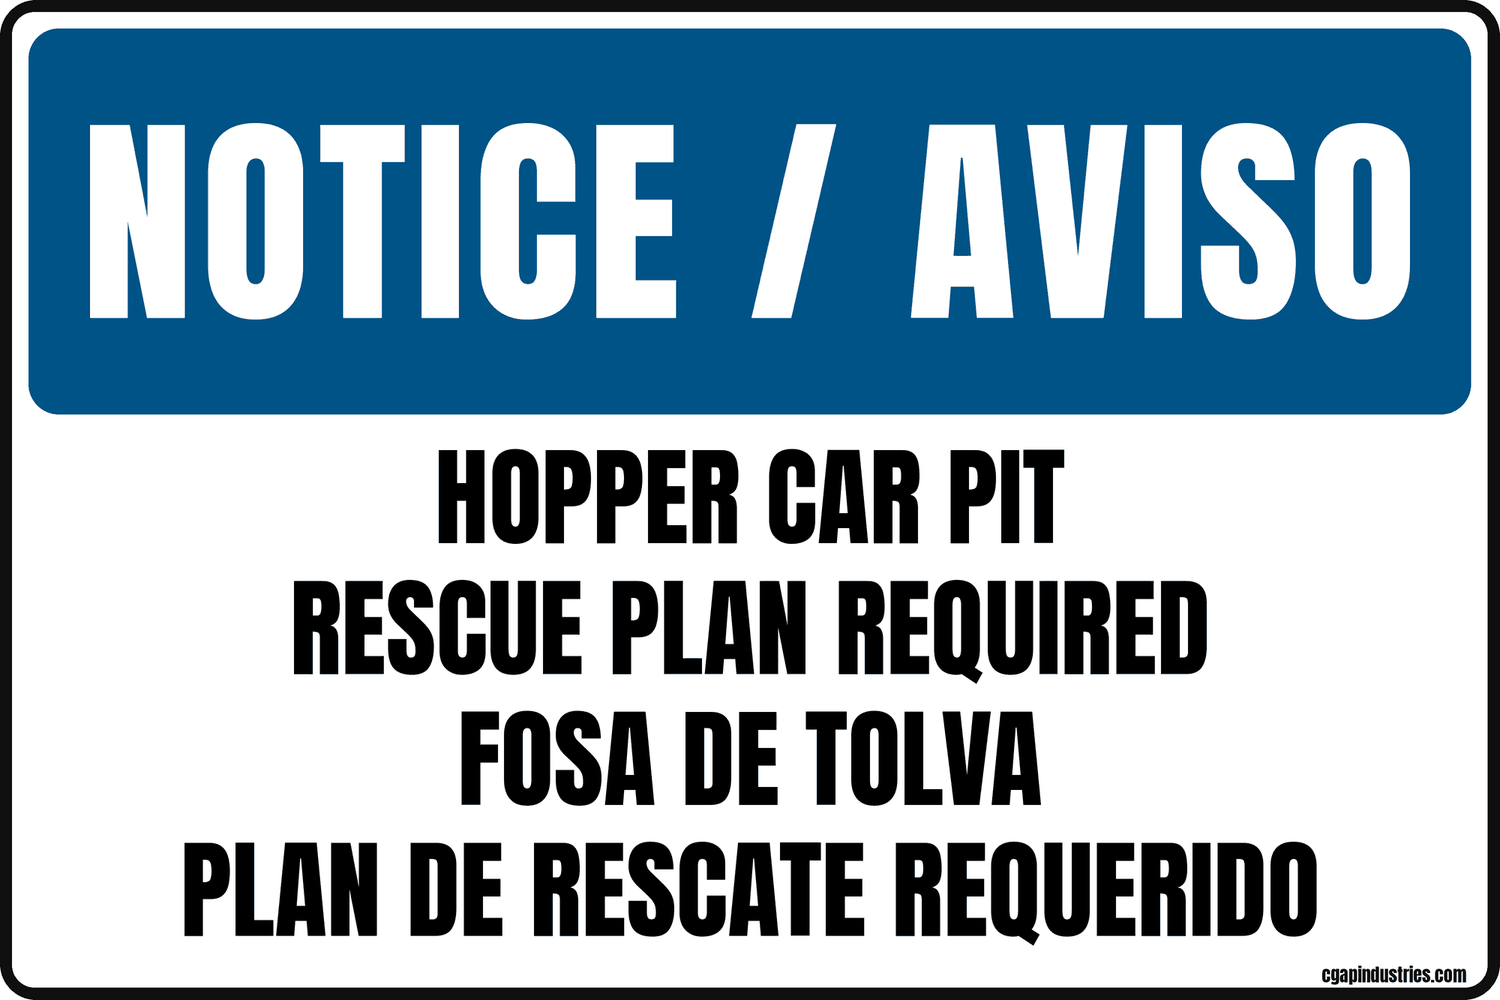 NOTICE / AVISO
HOPPER CAR PIT
RESCUE PLAN REQUIRED
FOSA DE TOLVA
PLAN DE RESCATE REQUERIDO
cgapindustries.com